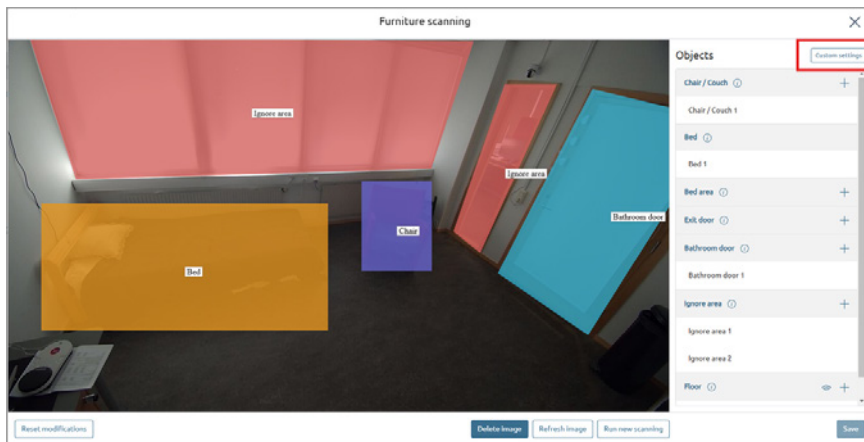 Furniture scanning
Objects
Custom settings
Chair / Couch
Chair / Couch 1
Bed
Bed 1
Bed area
Exit door
Bathroom door
Bathroom door 1
Ignore area
Ignore area 1
Ignore area 2
Floor
Ignore area
Ignore area
Bathroom door
Chair
Bed
Reset modifications
Delete image
Refresh image
Run new scanning
Save